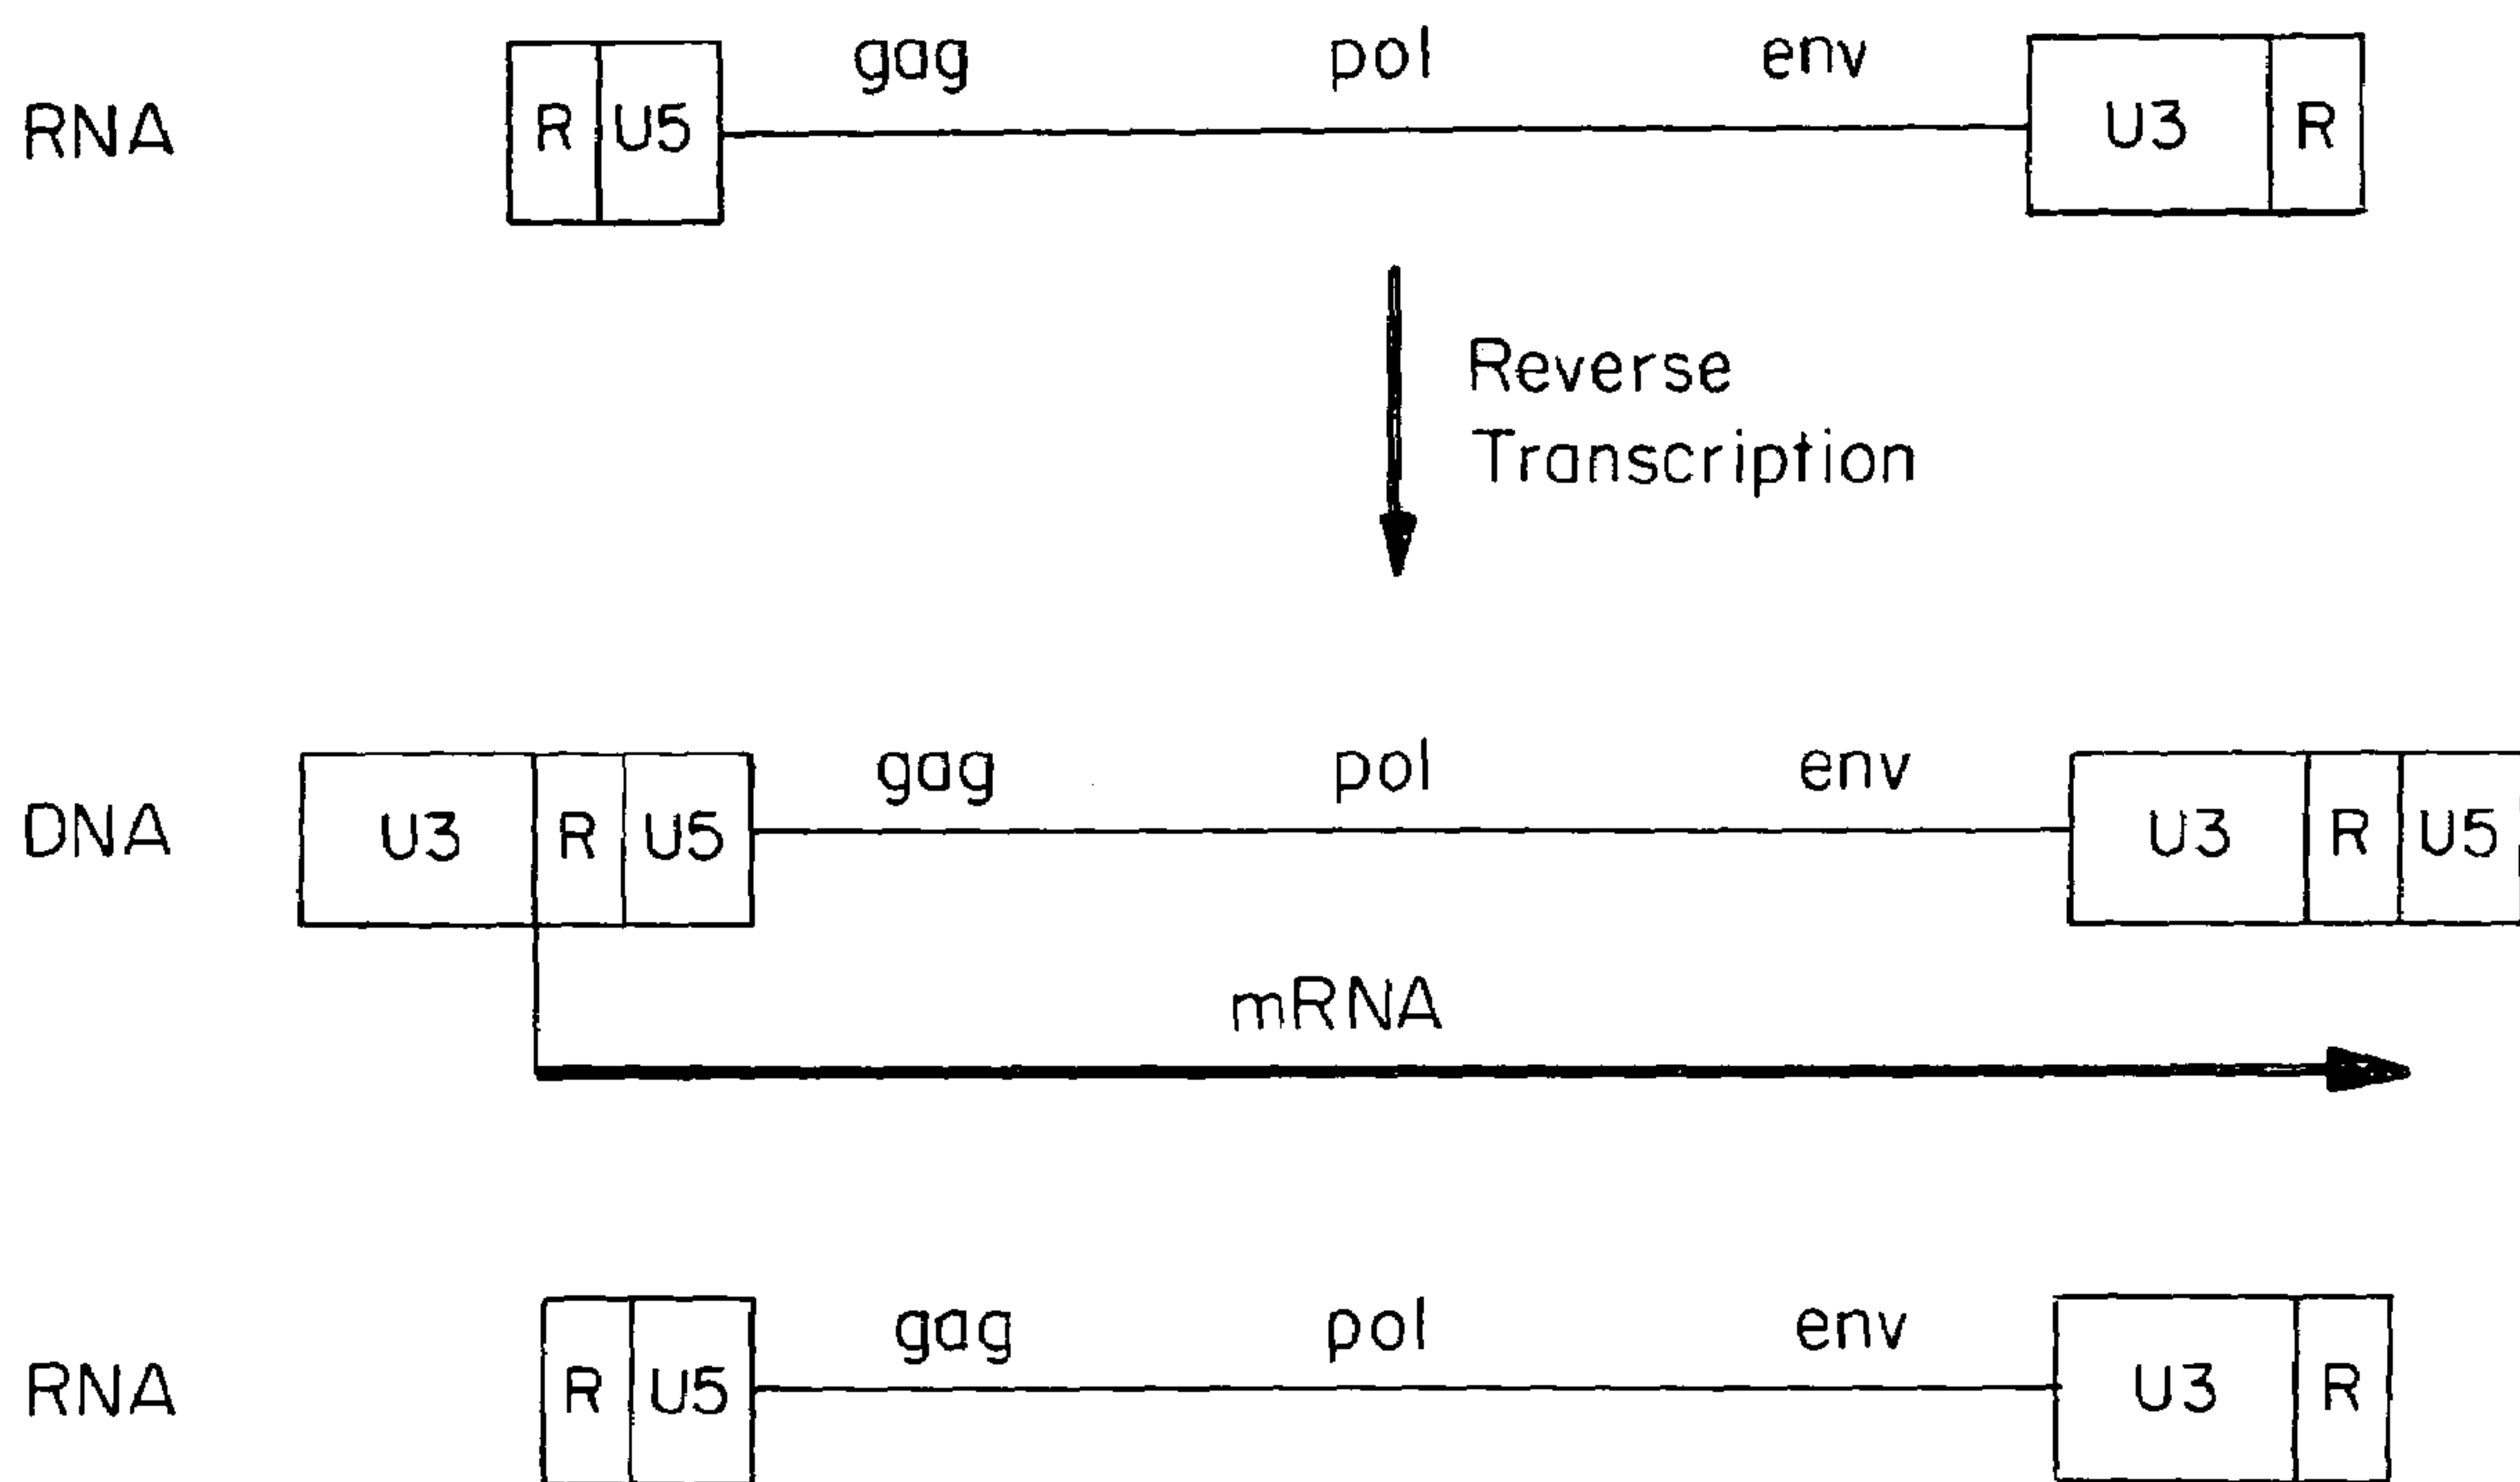 gag pol env
RNA R U5 U3 R
Reverse
Transcription
gag pol env
DNA U3 R U5 U3 R U5
mRNA
gag pol env
RNA R U5 U3 R